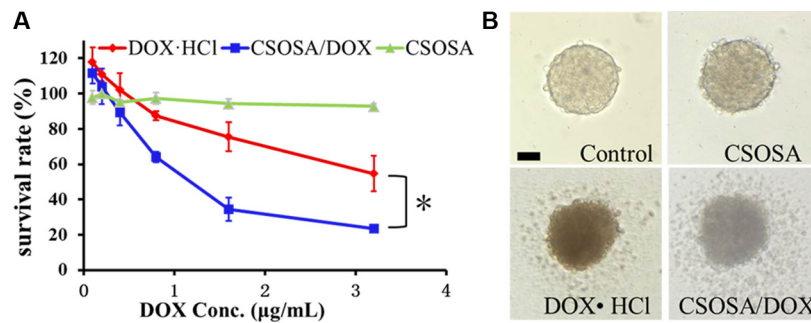 A
DOX·HCl CSOSA/DOX CSOSA
survival rate (%)
120
100
80
60
40
20
0
*
0 1 2 3 4
DOX Conc. (µg/mL)
B
Control CSOSA
DOX• HCl CSOSA/DOX